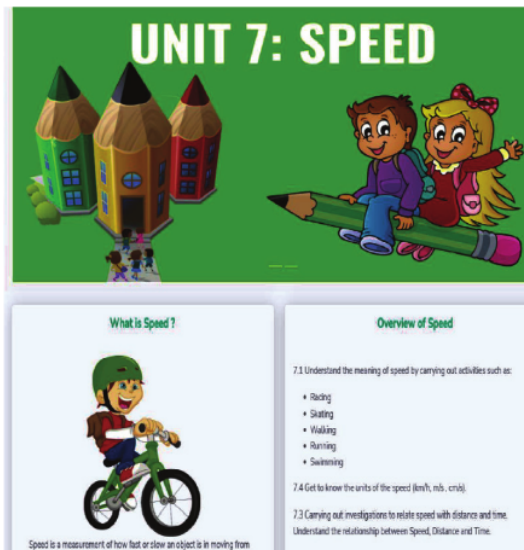 UNIT 7: SPEED
What is Speed ?
Speed is a measurement of how fast or slow an object is in moving from
Overview of Speed
7.1 Understand the meaning of speed by carrying out activities such as:
• Racing
• Skating
• Walking
• Running
• Swimming
7.4 Get to know the units of the speed (km/h, m/s , cm/s).
7.3 Carrying out investigations to relate speed with distance and time.
Understand the relationship between Speed, Distance and Time.